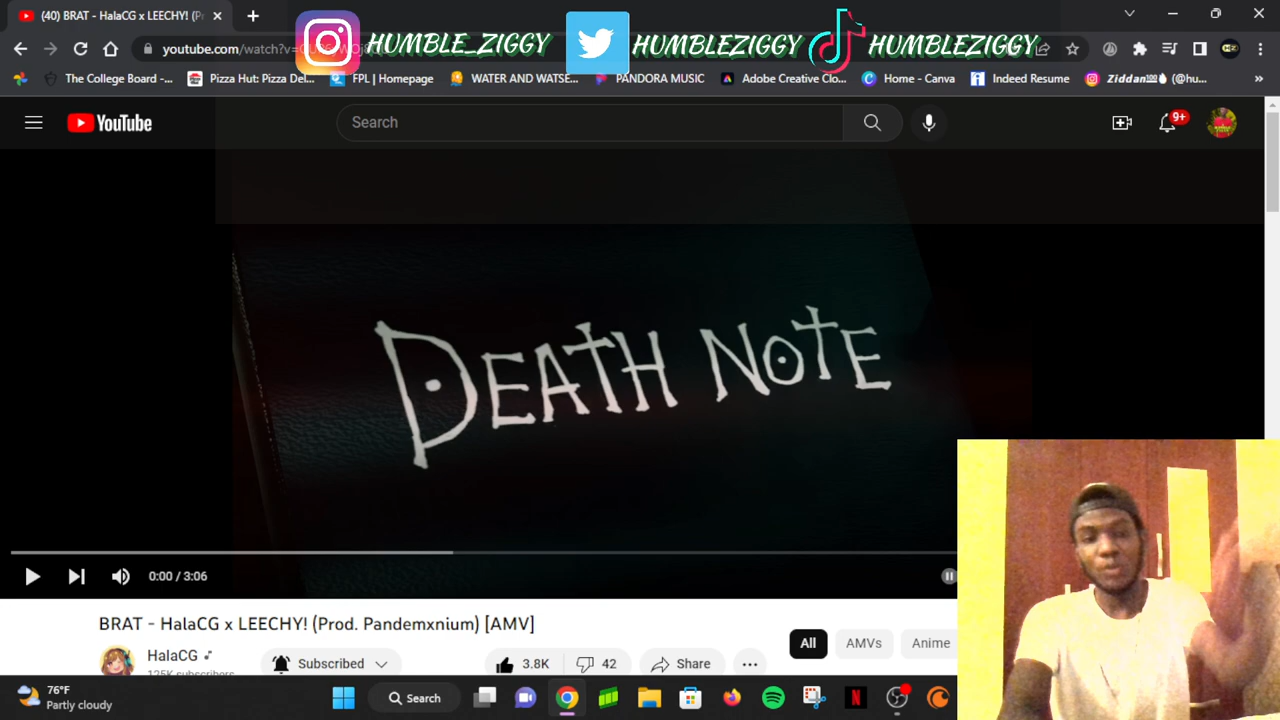 (40) BRAT - HalaCG x LEECHY! (P
HUMBLE_ZIGGY
HUMBLEZIGGY
HUMBLEZIGGY
youtube.com/watch?v=
The College Board -...
Pizza Hut: Pizza Del...
FPL | Homepage
WATER AND WATSE...
PANDORA MUSIC
Adobe Creative Clo...
Home - Canva
Indeed Resume
YouTube
Search
9+
DEATH NOTE
0:00 / 3:06
BRAT - HalaCG x LEECHY! (Prod. Pandemxnium) [AMV]
All
AMVs
Anime
HalaCG
125K subscribers
Subscribed
3.8K
42
Share
76°F
Partly cloudy
Search